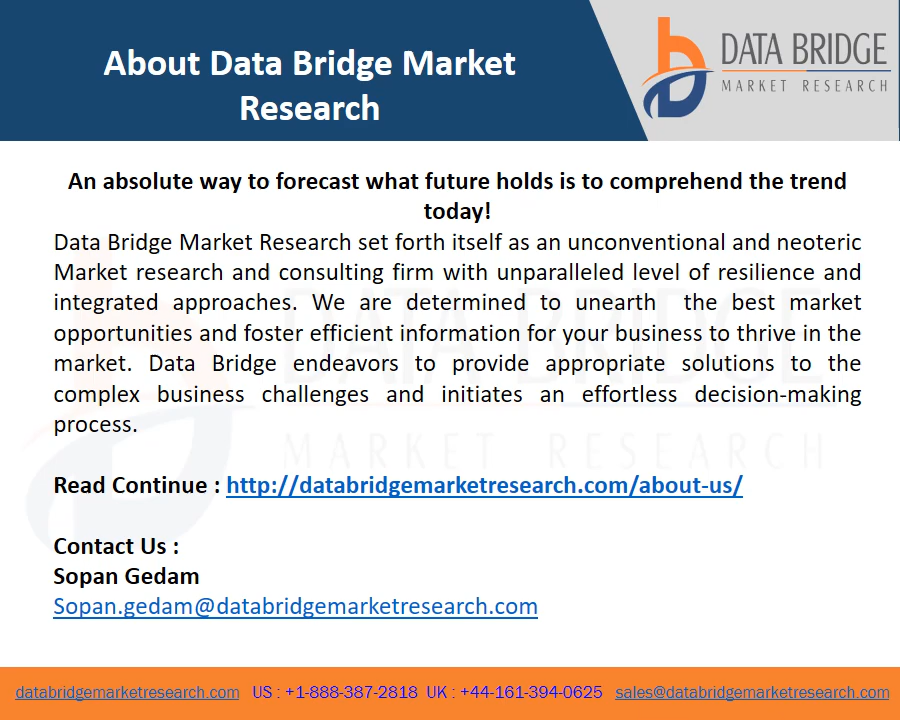 About Data Bridge Market
Research
DATA BRIDGE
MARKET RESEARCH
An absolute way to forecast what future holds is to comprehend the trend
today!
Data Bridge Market Research set forth itself as an unconventional and neoteric
Market research and consulting firm with unparalleled level of resilience and
integrated approaches. We are determined to unearth the best market
opportunities and foster efficient information for your business to thrive in the
market. Data Bridge endeavors to provide appropriate solutions to the
complex business challenges and initiates an effortless decision-making
process.
DATA BRIDGE
MARKET RESEARCH
Read Continue : http://databridgemarketresearch.com/about-us/
Contact Us :
Sopan Gedam
Sopan.gedam@databridgemarketresearch.com
databridgemarketresearch.com US : +1-888-387-2818 UK : +44-161-394-0625 sales@databridgemarketresearch.com